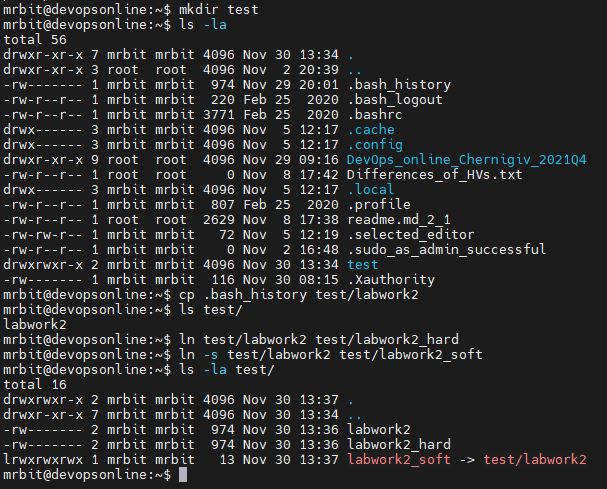 mrbit@devopsonline:~$ mkdir test
mrbit@devopsonline:~$ ls -la
total 56
drwxr-xr-x 7 mrbit mrbit 4096 Nov 30 13:34 .
drwxr-xr-x 3 root  root  4096 Nov  2 20:39 ..
-rw------- 1 mrbit mrbit  974 Nov 29 20:01 .bash_history
-rw-r--r-- 1 mrbit mrbit  220 Feb 25  2020 .bash_logout
-rw-r--r-- 1 mrbit mrbit 3771 Feb 25  2020 .bashrc
drwx------ 3 mrbit mrbit 4096 Nov  5 12:17 .cache
drwx------ 3 mrbit mrbit 4096 Nov  5 12:17 .config
drwxr-xr-x 9 root  root  4096 Nov 29 09:16 DevOps_online_Chernigiv_2021Q4
-rw-r--r-- 1 root  root     0 Nov  8 17:42 Differences_of_HVs.txt
drwx------ 3 mrbit mrbit 4096 Nov  5 12:17 .local
-rw-r--r-- 1 mrbit mrbit  807 Feb 25  2020 .profile
-rw-r--r-- 1 root  root  2629 Nov  8 17:38 readme.md_2_1
-rw-rw-r-- 1 mrbit mrbit   72 Nov  5 12:19 .selected_editor
-rw-r--r-- 1 mrbit mrbit    0 Nov  2 16:48 .sudo_as_admin_successful
drwxrwxr-x 2 mrbit mrbit 4096 Nov 30 13:34 test
-rw------- 1 mrbit mrbit  116 Nov 30 08:15 .Xauthority
mrbit@devopsonline:~$ cp .bash_history test/labwork2
mrbit@devopsonline:~$ ls test/
labwork2
mrbit@devopsonline:~$ ln test/labwork2 test/labwork2_hard
mrbit@devopsonline:~$ ln -s test/labwork2 test/labwork2_soft
mrbit@devopsonline:~$ ls -la test/
total 16
drwxrwxr-x 2 mrbit mrbit 4096 Nov 30 13:37 .
drwxr-xr-x 7 mrbit mrbit 4096 Nov 30 13:34 ..
-rw------- 2 mrbit mrbit  974 Nov 30 13:36 labwork2
-rw------- 2 mrbit mrbit  974 Nov 30 13:36 labwork2_hard
lrwxrwxrwx 1 mrbit mrbit   13 Nov 30 13:37 labwork2_soft -> test/labwork2
mrbit@devopsonline:~$